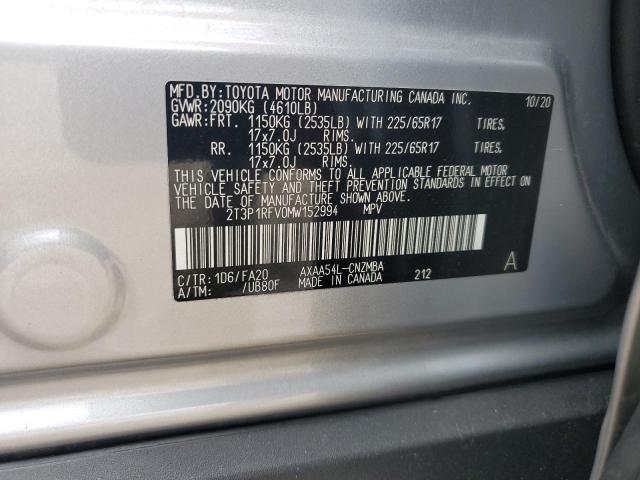 MFD.BY:TOYOTA MOTOR MANUFACTURING CANADA INC. 10/20
GVWR:2090KG (4610LB)
GAWR:FRT. 1150KG (2535LB) WITH 225/65R17 TIRES,
17x7.0J RIMS,
RR. 1150KG (2535LB) WITH 225/65R17 TIRES,
17x7.0J RIMS.
THIS VEHICLE CONFORMS TO ALL APPLICABLE FEDERAL MOTOR
VEHICLE SAFETY AND THEFT PREVENTION STANDARDS IN EFFECT
ON THE DATE OF MANUFACTURE SHOWN ABOVE.
2T3P1RFV0MW152994 MPV
C/TR:1D6/FA20 AXAA54L-CNZMBA A
A/TM: /UB80F MADE IN CANADA 212